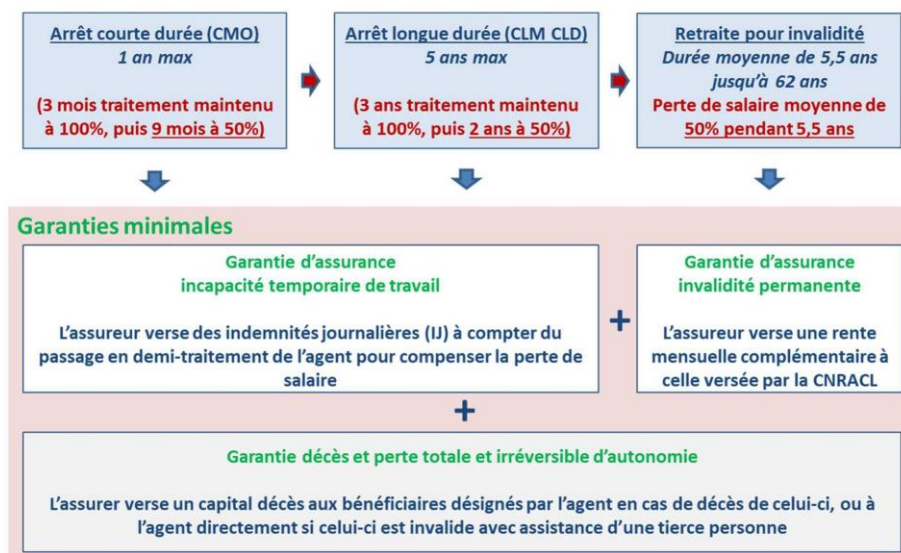 Arrêt courte durée (CMO)
1 an max
(3 mois traitement maintenu
à 100%, puis 9 mois à 50%)
Arrêt longue durée (CLM CLD)
5 ans max
(3 ans traitement maintenu
à 100%, puis 2 ans à 50%)
Retraite pour invalidité
Durée moyenne de 5,5 ans
jusqu'à 62 ans
Perte de salaire moyenne de
50% pendant 5,5 ans
Garanties minimales
Garantie d'assurance
incapacité temporaire de travail
L'assureur verse des indemnités journalières (IJ) à compter du
passage en demi-traitement de l'agent pour compenser la perte de
salaire
+
Garantie d'assurance
invalidité permanente
L'assureur verse une rente
mensuelle complémentaire à
celle versée par la CNRACL
+
Garantie décès et perte totale et irréversible d'autonomie
L'assurer verse un capital décès aux bénéficiaires désignés par l'agent en cas de décès de celui-ci, ou à
l'agent directement si celui-ci est invalide avec assistance d'une tierce personne